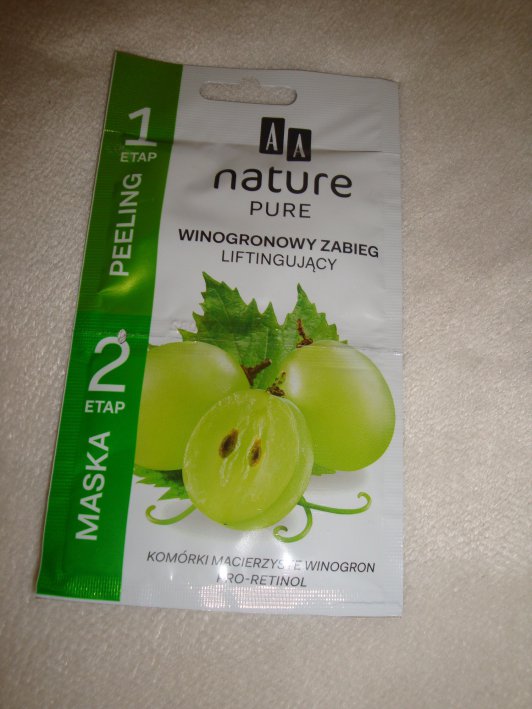 AA
nature
PURE
WINOGRONOWY ZABIEG
LIFTINGUJĄCY
1
ETAP
PEELING
2
ETAP
MASKA
KOMÓRKI MACIERZYSTE WINOGRON
PRO-RETINOL